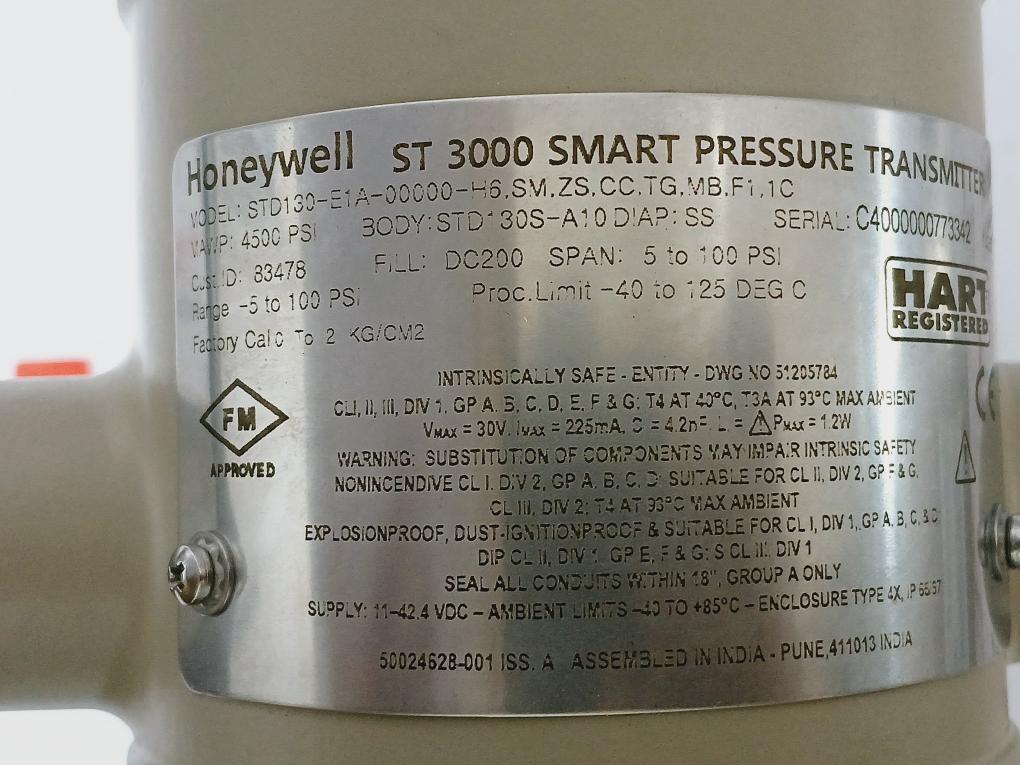 Honeywell ST 3000 SMART PRESSURE TRANSMITTER
MODEL: STD130-E1A-00000-H6,SM,ZS,CC,TG,MB,F1,1C
MAWP: 4500 PSI BODY: STD130S-A10 DIAP: SS SERIAL: C4000000773342
Cust.ID: 83478 FILL: DC200 SPAN: 5 to 100 PSI
Range -5 to 100 PSI Proc.Limit -40 to 125 DEG C
Factory Cal C To 2 KG/CM2
HART
REGISTERED
FM
APPROVED
CE
INTRINSICALLY SAFE - ENTITY - DWG NO 51205784
CLI, II, III, DIV 1, GP A, B, C, D, E, F & G; T4 AT 40°C, T3A AT 93°C MAX AMBIENT
VMAX = 30V, IMAX = 225mA, C = 4.2nF, L = ⚠ PMAX = 1.2W
WARNING: SUBSTITUTION OF COMPONENTS MAY IMPAIR INTRINSIC SAFETY
NONINCENDIVE CL I, DIV 2, GP A, B, C, D; SUITABLE FOR CL II, DIV 2, GP F & G,
CL III, DIV 2; T4 AT 93°C MAX AMBIENT
EXPLOSIONPROOF, DUST-IGNITIONPROOF & SUITABLE FOR CL I, DIV 1, GP A, B, C, & D
DIP CL II, DIV 1, GP E, F & G; S CL III, DIV 1
SEAL ALL CONDUITS WITHIN 18", GROUP A ONLY
SUPPLY: 11-42.4 VDC - AMBIENT LIMITS -40 TO +85°C - ENCLOSURE TYPE 4X, IP 66/67
50024628-001 ISS. A ASSEMBLED IN INDIA - PUNE,411013 INDIA